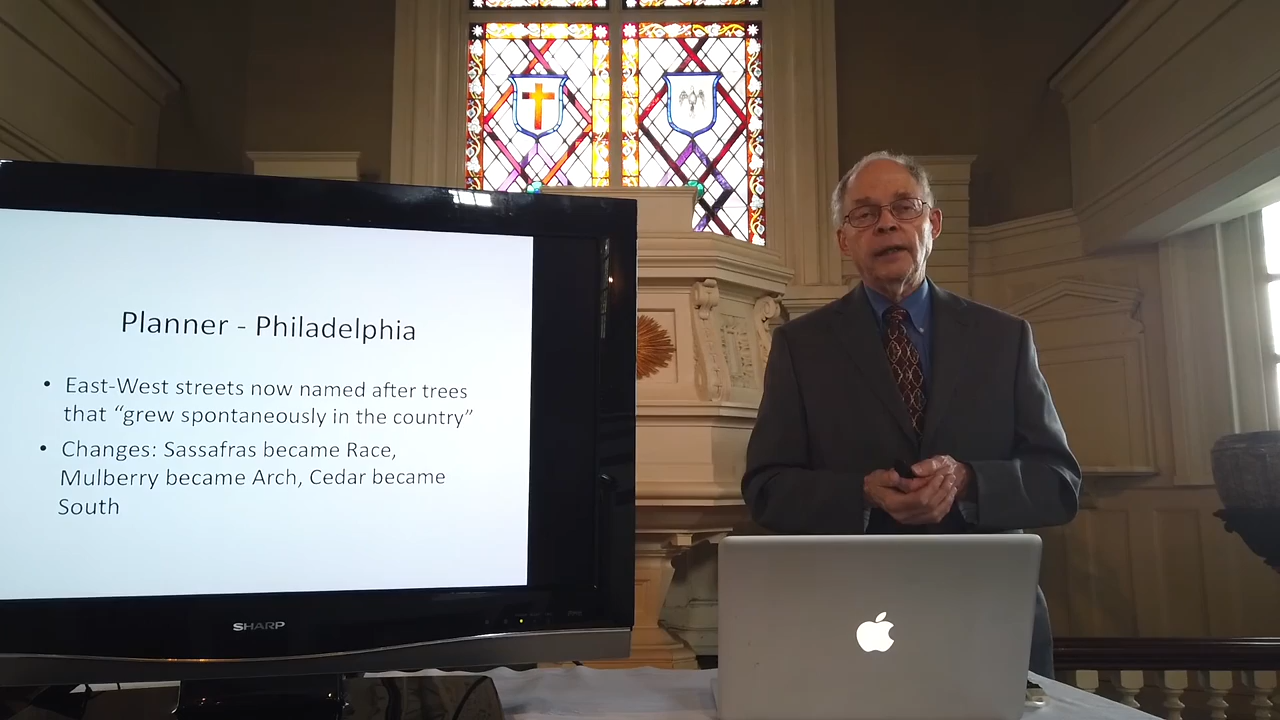 Planner - Philadelphia
• East-West streets now named after trees
that “grew spontaneously in the country”
• Changes: Sassafras became Race,
Mulberry became Arch, Cedar became
South
SHARP